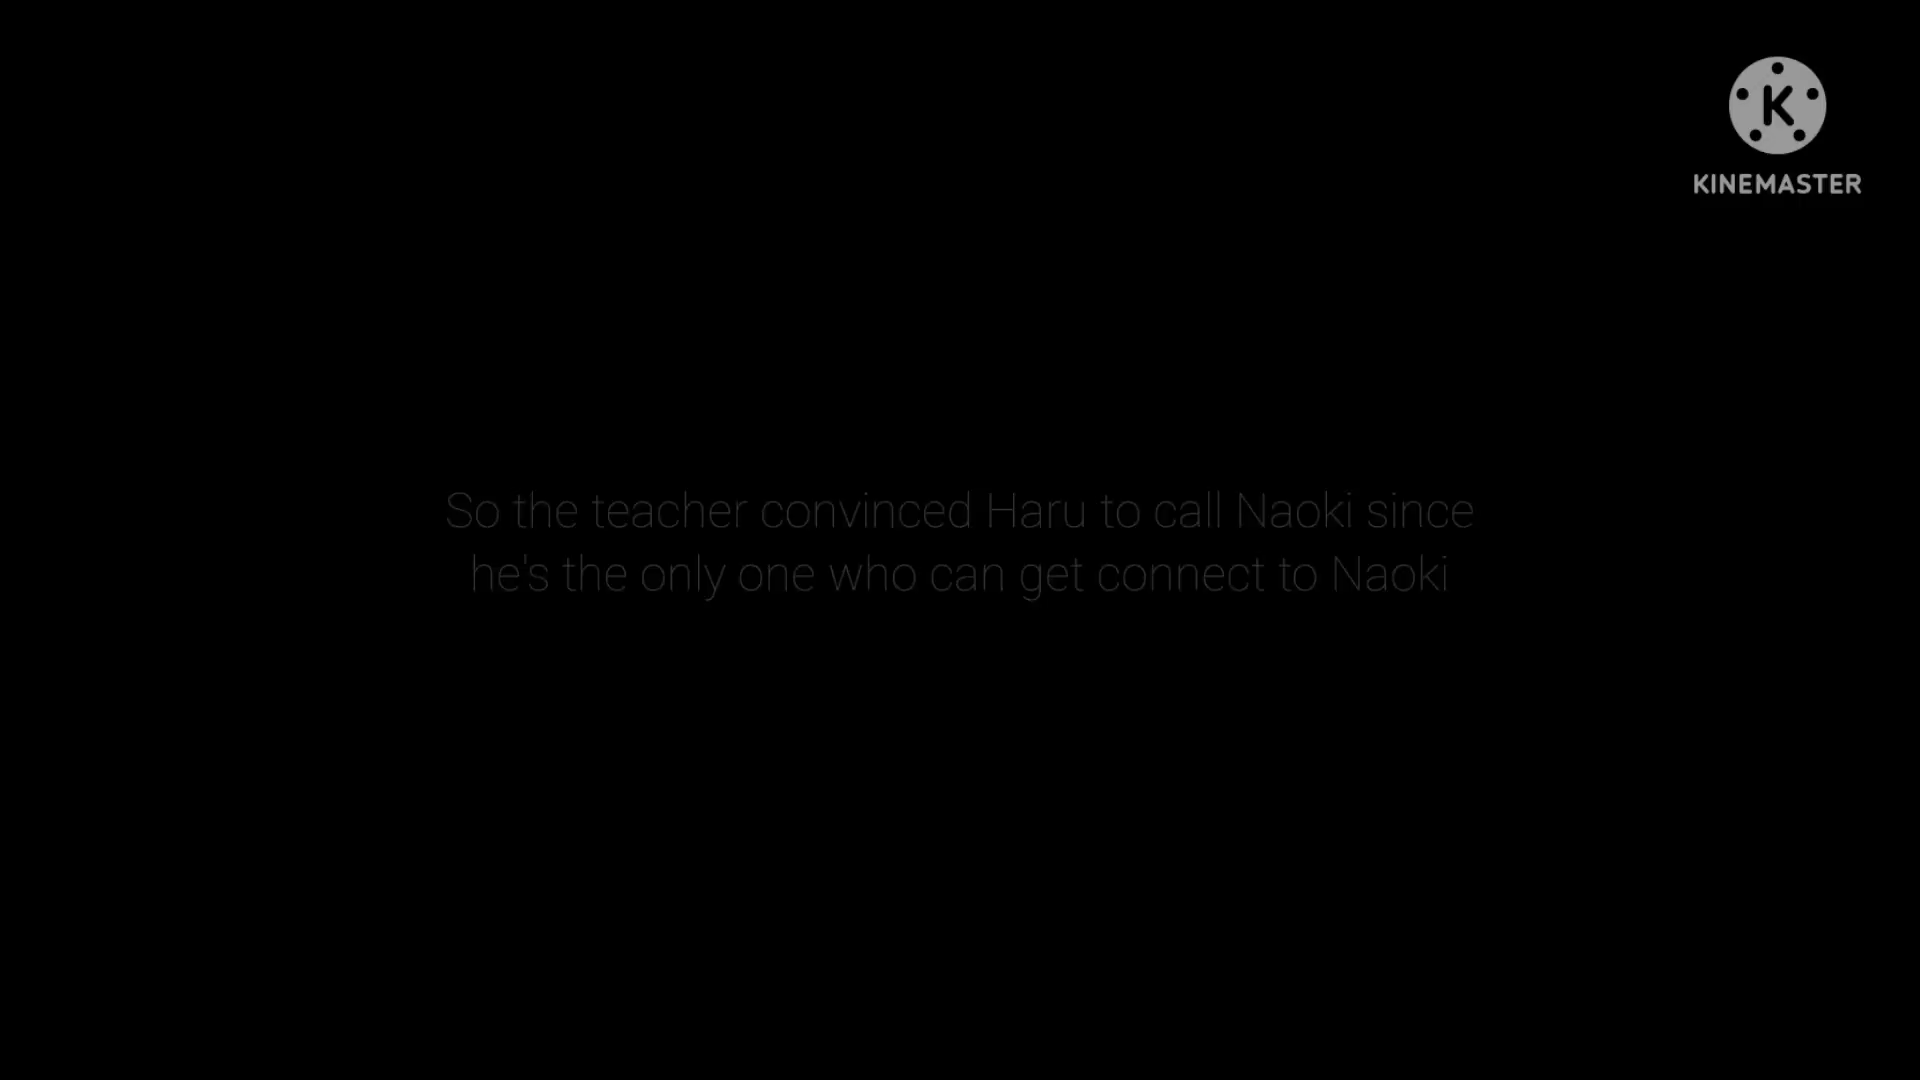 K
KINEMASTER
So the teacher convinced Haru to call Naoki since
he's the only one who can get connect to Naoki